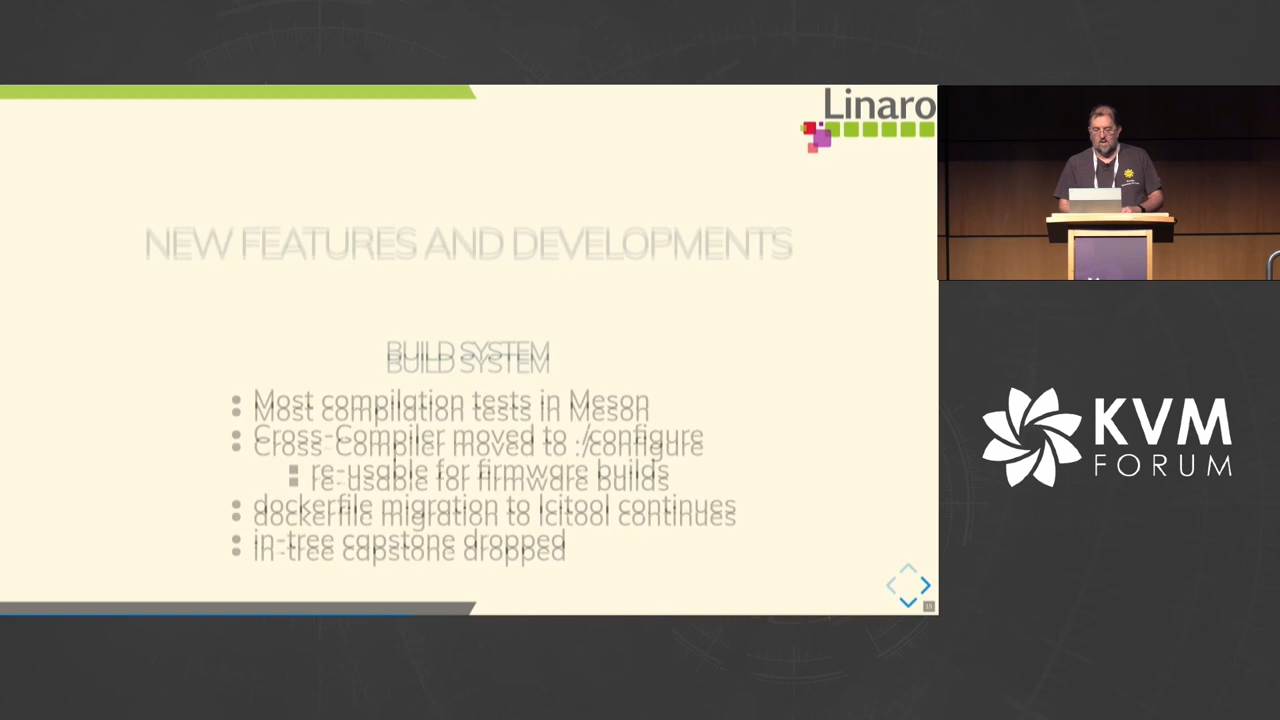 Linaro
NEW FEATURES AND DEVELOPMENTS
BUILD SYSTEM
Most compilation tests in Meson
Cross-Compiler moved to ./configure
re-usable for firmware builds
dockerfile migration to lcitool continues
in-tree capstone dropped
15
KVM
FORUM